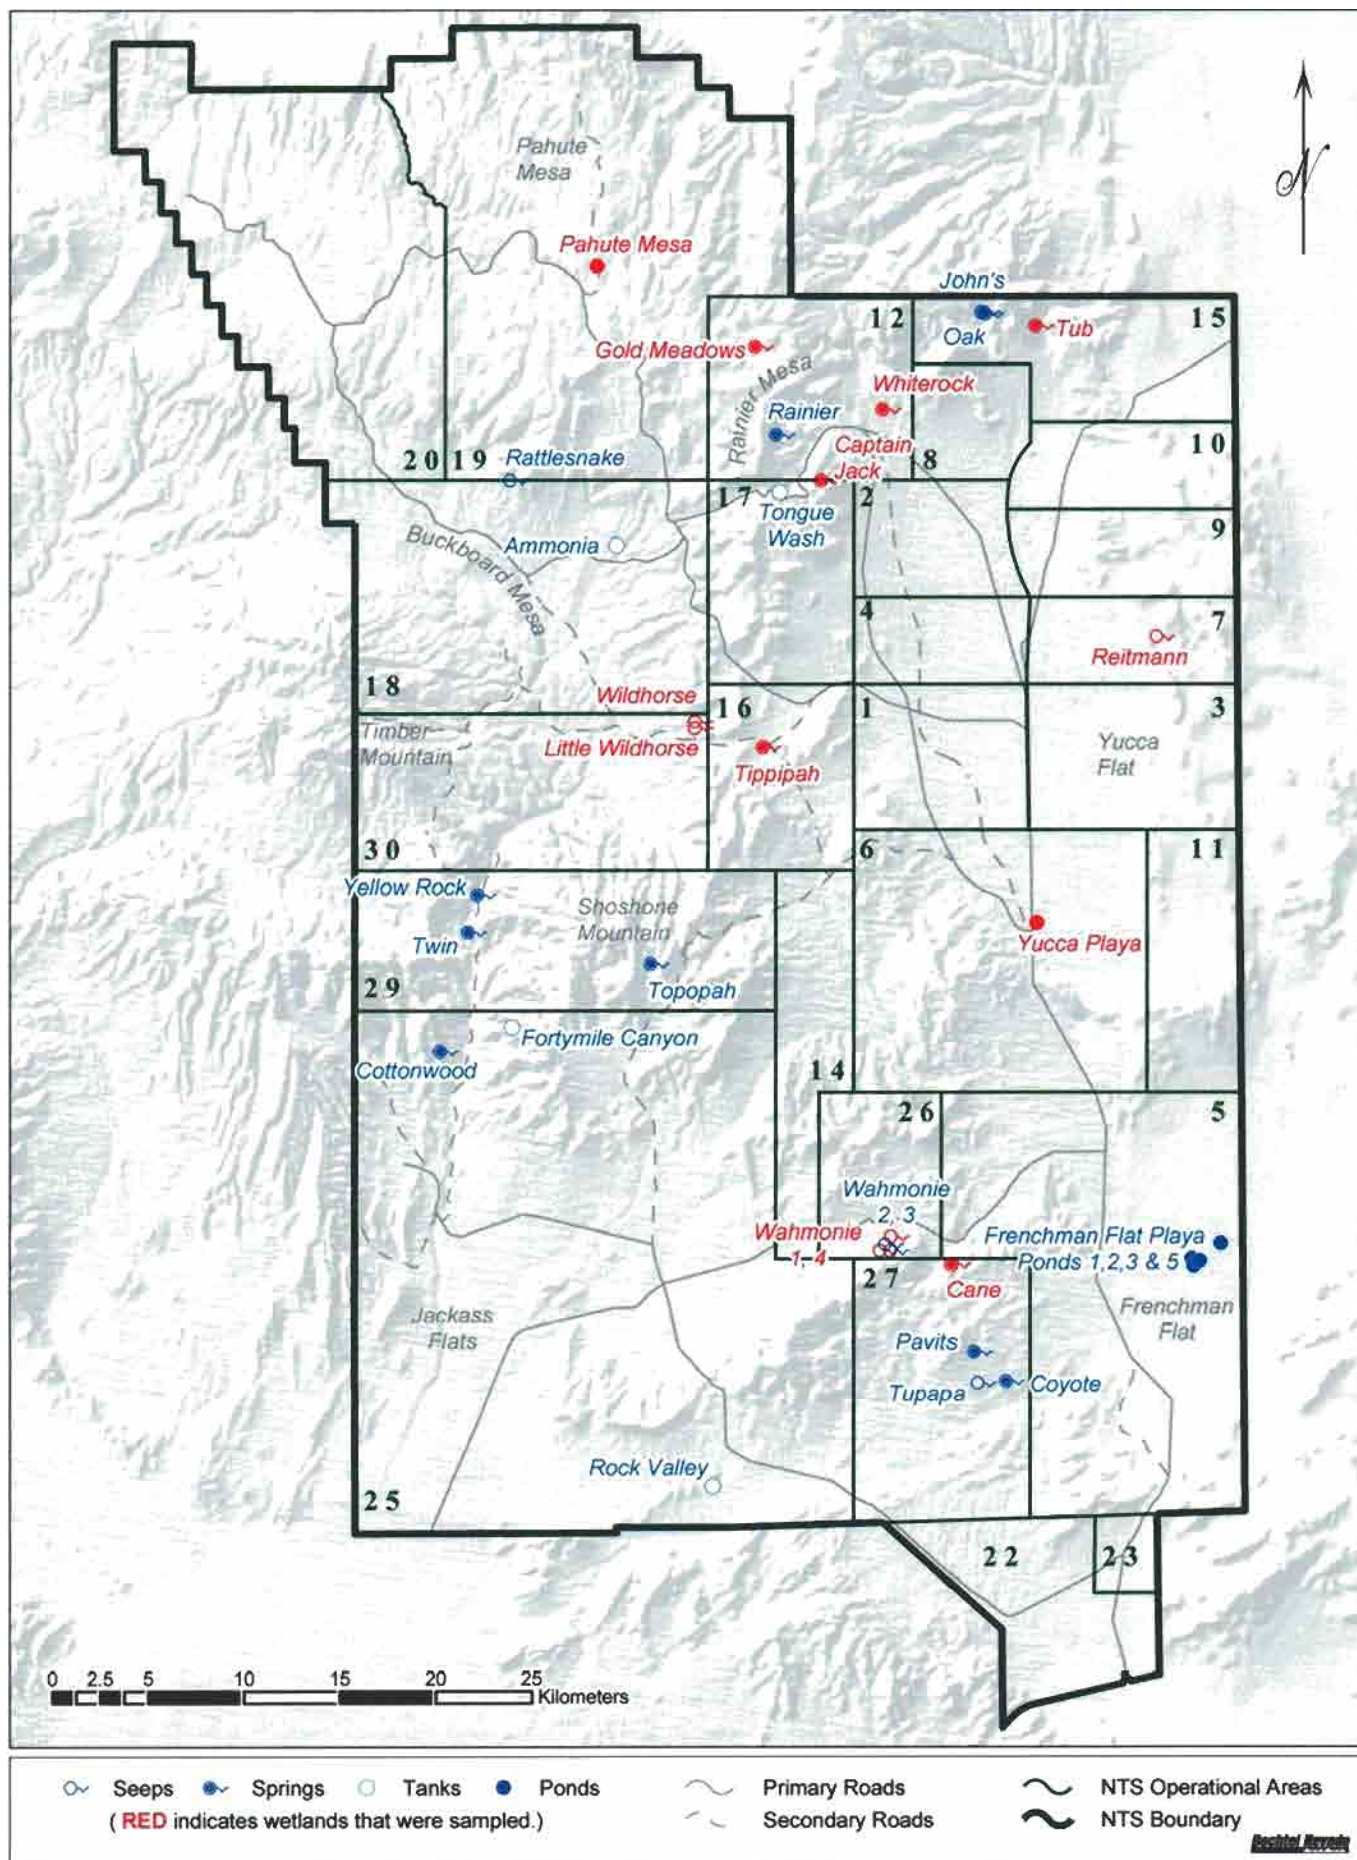 Pahute
Mesa
N
Pahute Mesa
John's
12
15
Oak
Tub
Gold Meadows
Rainier Mesa
Whiterock
Rainier
Captain
Jack
10
20
19
Rattlesnake
8
17
2
Tongue
Wash
9
Ammonia
Buckboard Mesa
4
7
Reitmann
18
Wildhorse
16
1
3
Timber
Mountain
Little Wildhorse
Tippipah
Yucca
Flat
30
6
11
Yellow Rock
Shoshone
Mountain
Twin
Yucca Playa
29
Topopah
Fortymile Canyon
Cottonwood
14
26
5
Wahmonie
2, 3
Wahmonie
1, 4
Frenchman Flat Playa
Ponds 1,2,3 & 5
27
Cane
Jackass
Flats
Frenchman
Flat
Pavits
Tupapa
Coyote
Rock Valley
25
22
23
0 2.5 5 10 15 20 25
Kilometers
Seeps Springs Tanks Ponds Primary Roads NTS Operational Areas
( RED indicates wetlands that were sampled.) Secondary Roads NTS Boundary
Bechtel Nevada